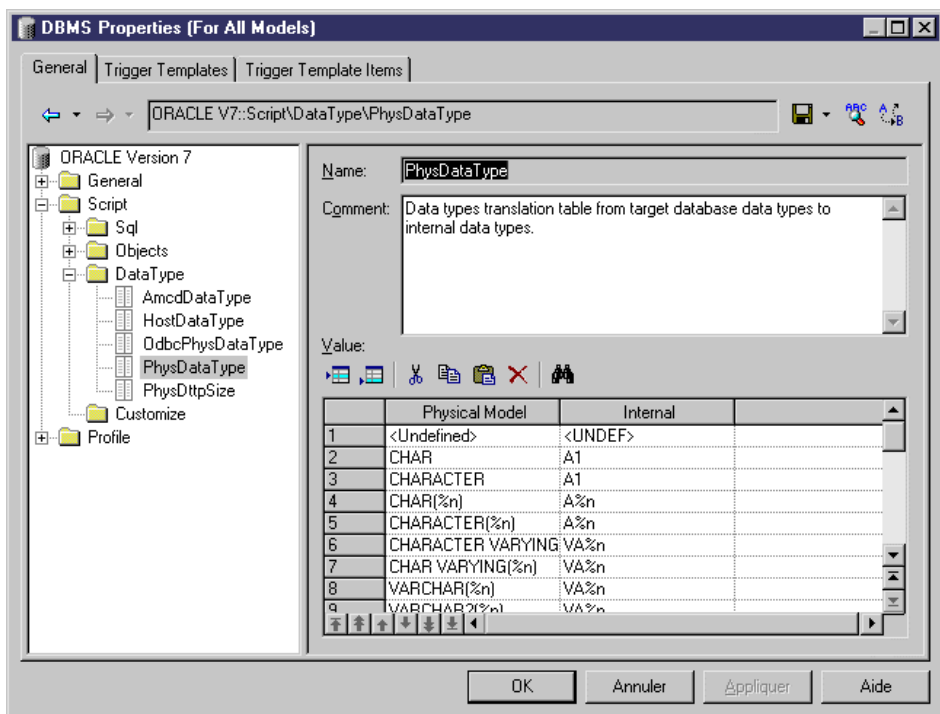 DBMS Properties (For All Models)
General Trigger Templates Trigger Template Items
ORACLE V7::Script\DataType\PhysDataType
ORACLE Version 7
General
Script
Sql
Objects
DataType
AmcdDataType
HostDataType
OdbcPhysDataType
PhysDataType
PhysDttpSize
Customize
Profile
Name: PhysDataType
Comment: Data types translation table from target database data types to
internal data types.
Value:
Physical Model Internal
1 <Undefined> <UNDEF>
2 CHAR A1
3 CHARACTER A1
4 CHAR(%n) A%n
5 CHARACTER(%n) A%n
6 CHARACTER VARYING VA%n
7 CHAR VARYING(%n) VA%n
8 VARCHAR(%n) VA%n
9 VARCHAR2(%n) VA%n
OK Annuler Appliquer Aide